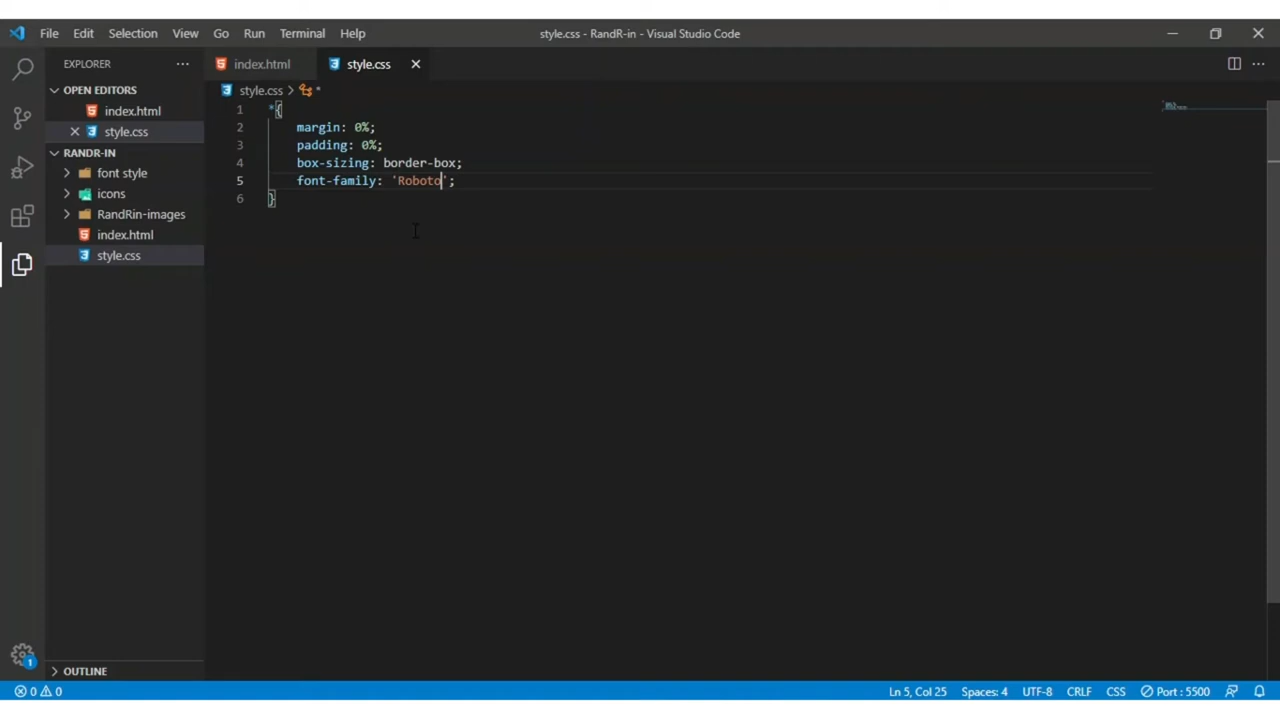 File Edit Selection View Go Run Terminal Help
style.css - RandR-in - Visual Studio Code
EXPLORER
OPEN EDITORS
index.html
style.css
RANDR-IN
font style
icons
RandRin-images
index.html
style.css
OUTLINE
index.html style.css
style.css > *
1 *{
2 margin: 0%;
3 padding: 0%;
4 box-sizing: border-box;
5 font-family: 'Roboto';
6 }
1
0 0
Ln 5, Col 25 Spaces: 4 UTF-8 CRLF CSS Port : 5500